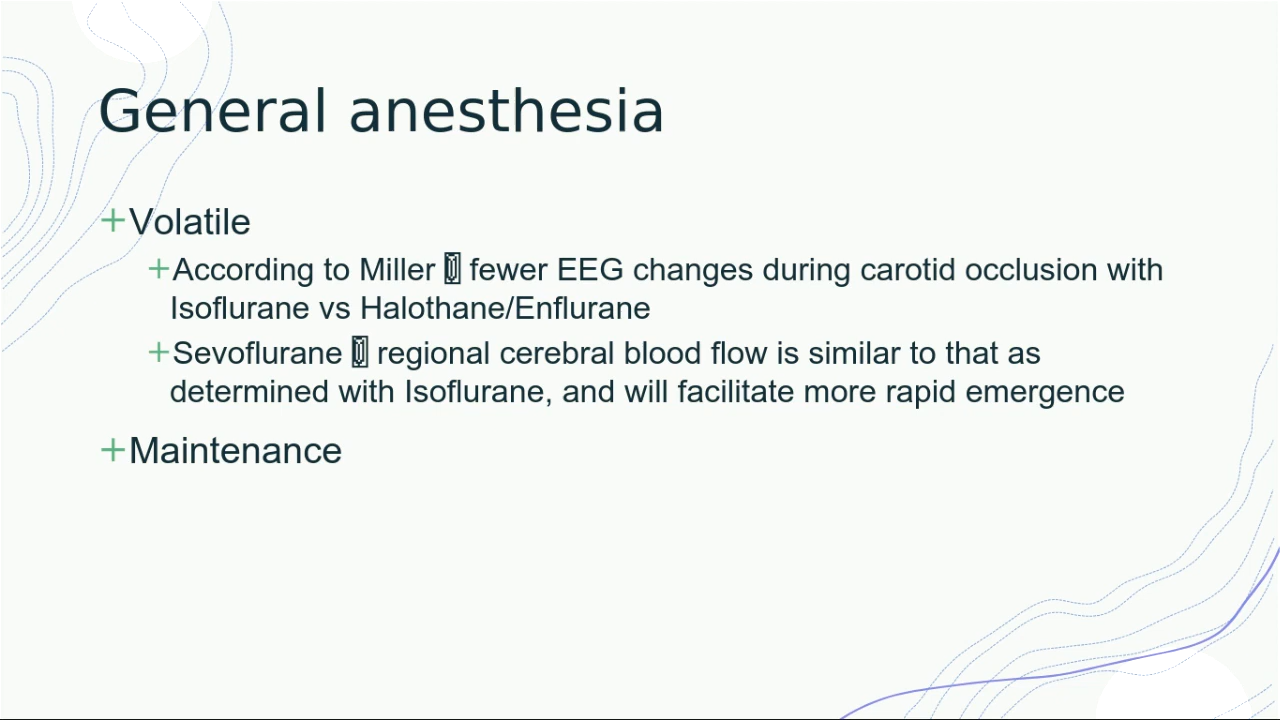 General anesthesia
+Volatile
+According to Miller  fewer EEG changes during carotid occlusion with
Isoflurane vs Halothane/Enflurane
+Sevoflurane  regional cerebral blood flow is similar to that as
determined with Isoflurane, and will facilitate more rapid emergence
+Maintenance